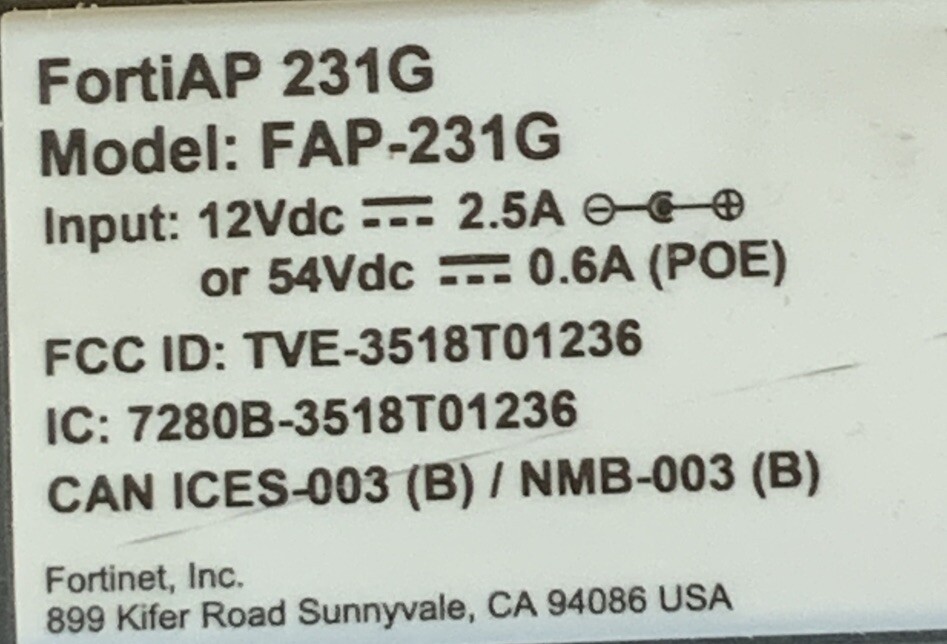 FortiAP 231G
Model: FAP-231G
Input: 12Vdc ⎓ 2.5A ⊖-C-⊕
or 54Vdc ⎓ 0.6A (POE)
FCC ID: TVE-3518T01236
IC: 7280B-3518T01236
CAN ICES-003 (B) / NMB-003 (B)
Fortinet, Inc.
899 Kifer Road Sunnyvale, CA 94086 USA